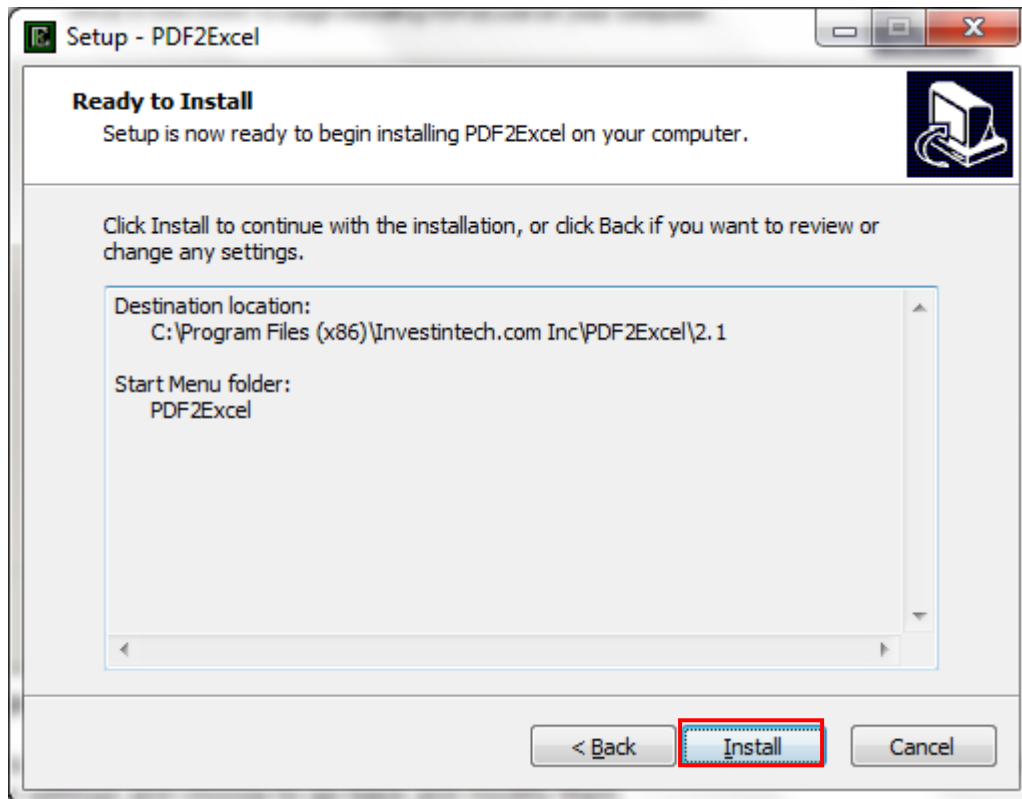 Setup - PDF2Excel
Ready to Install
Setup is now ready to begin installing PDF2Excel on your computer.
Click Install to continue with the installation, or click Back if you want to review or
change any settings.
Destination location:
C:\Program Files (x86)\Investintech.com Inc\PDF2Excel\2.1
Start Menu folder:
PDF2Excel
< Back
Install
Cancel